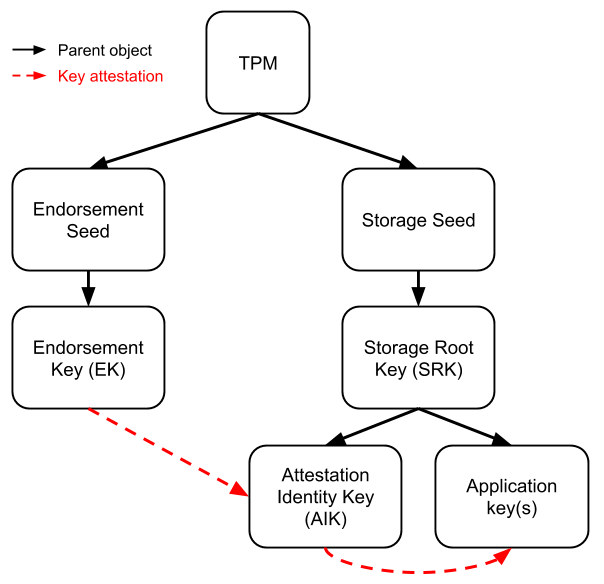 Parent object
Key attestation
TPM
Endorsement
Seed
Storage Seed
Endorsement
Key (EK)
Storage Root
Key (SRK)
Attestation
Identity Key
(AIK)
Application
key(s)